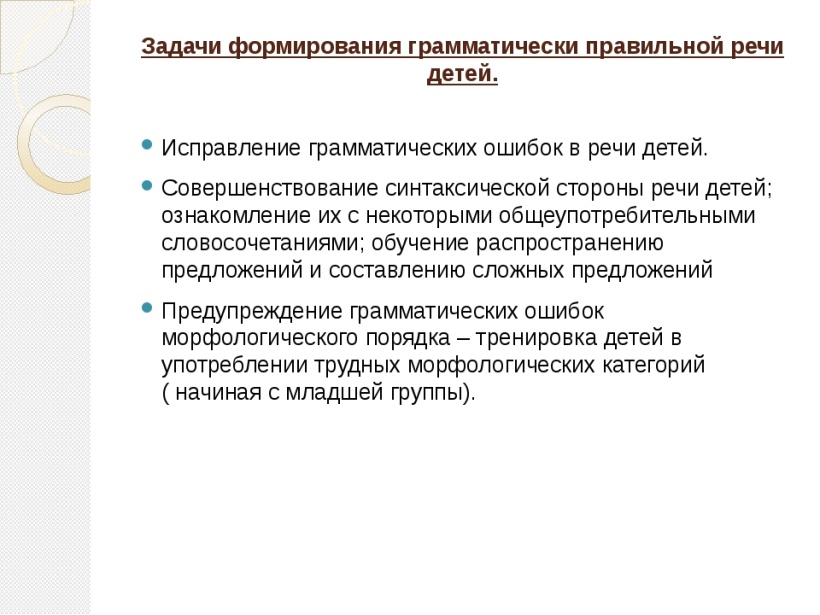 Задачи формирования грамматически правильной речи
детей.
Исправление грамматических ошибок в речи детей.
Совершенствование синтаксической стороны речи детей;
ознакомление их с некоторыми общеупотребительными
словосочетаниями; обучение распространению
предложений и составлению сложных предложений
Предупреждение грамматических ошибок
морфологического порядка – тренировка детей в
употреблении трудных морфологических категорий
( начиная с младшей группы).